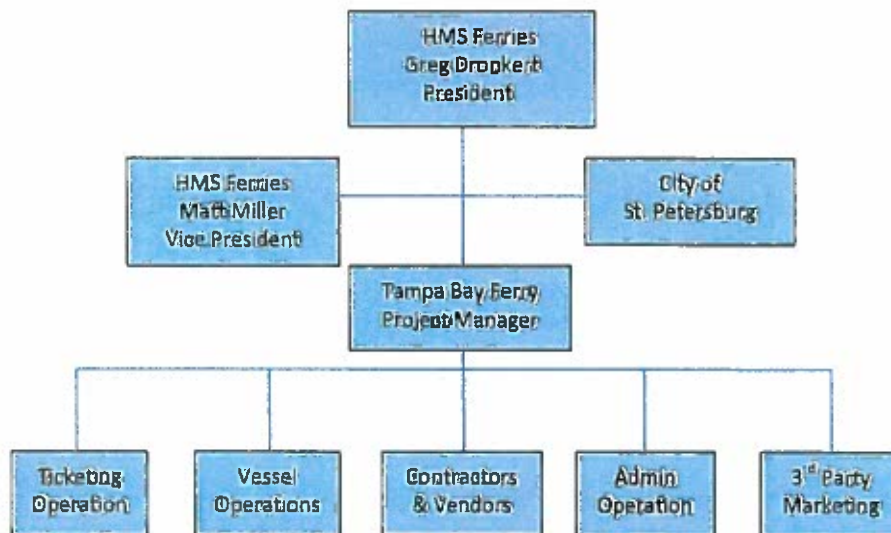 HMS Ferries
Greg Dronkert
President
HMS Ferries
Matt Miller
Vice President
City of
St. Petersburg
Tampa Bay Ferry
Project Manager
Ticketing
Operation
Vessel
Operations
Contractors
& Vendors
Admin
Operation
3rd Party
Marketing